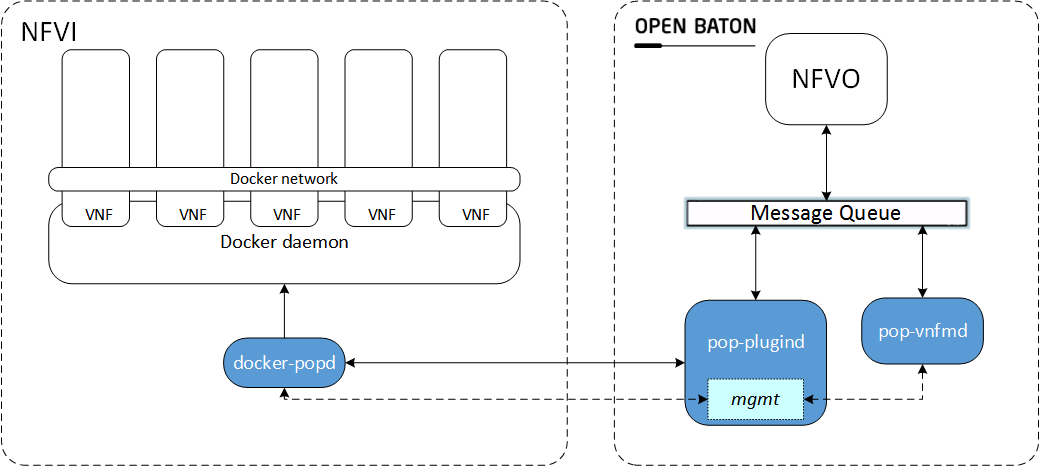 NFVI
OPEN BATON
NFVO
Docker network
VNF VNF VNF VNF VNF
Message Queue
Docker daemon
pop-plugind
pop-vnfmd
docker-popd
mgmt